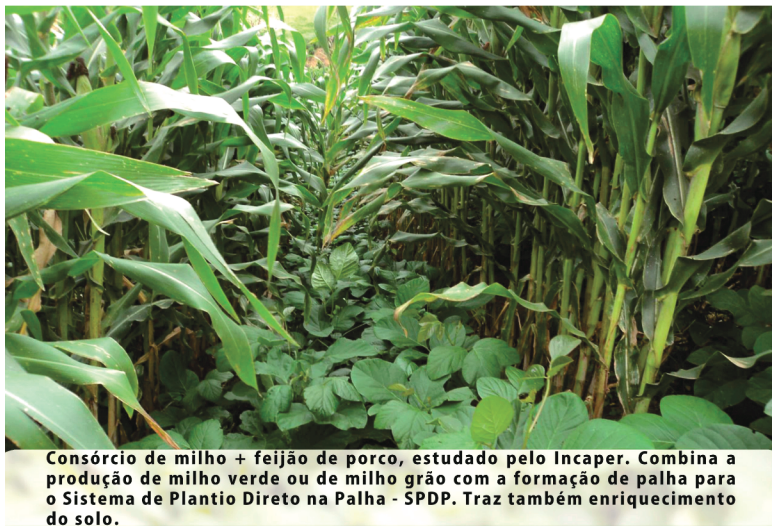 Consórcio de milho + feijão de porco, estudado pelo Incaper. Combina a
produção de milho verde ou de milho grão com a formação de palha para
o Sistema de Plantio Direto na Palha - SPDP. Traz também enriquecimento
do solo.